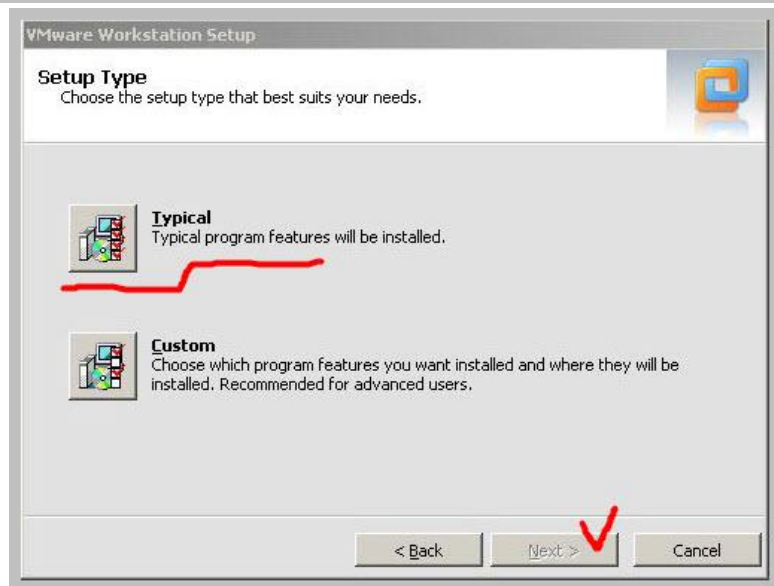 VMware Workstation Setup
Setup Type
Choose the setup type that best suits your needs.
Typical
Typical program features will be installed.
Custom
Choose which program features you want installed and where they will be
installed. Recommended for advanced users.
< Back Next > Cancel